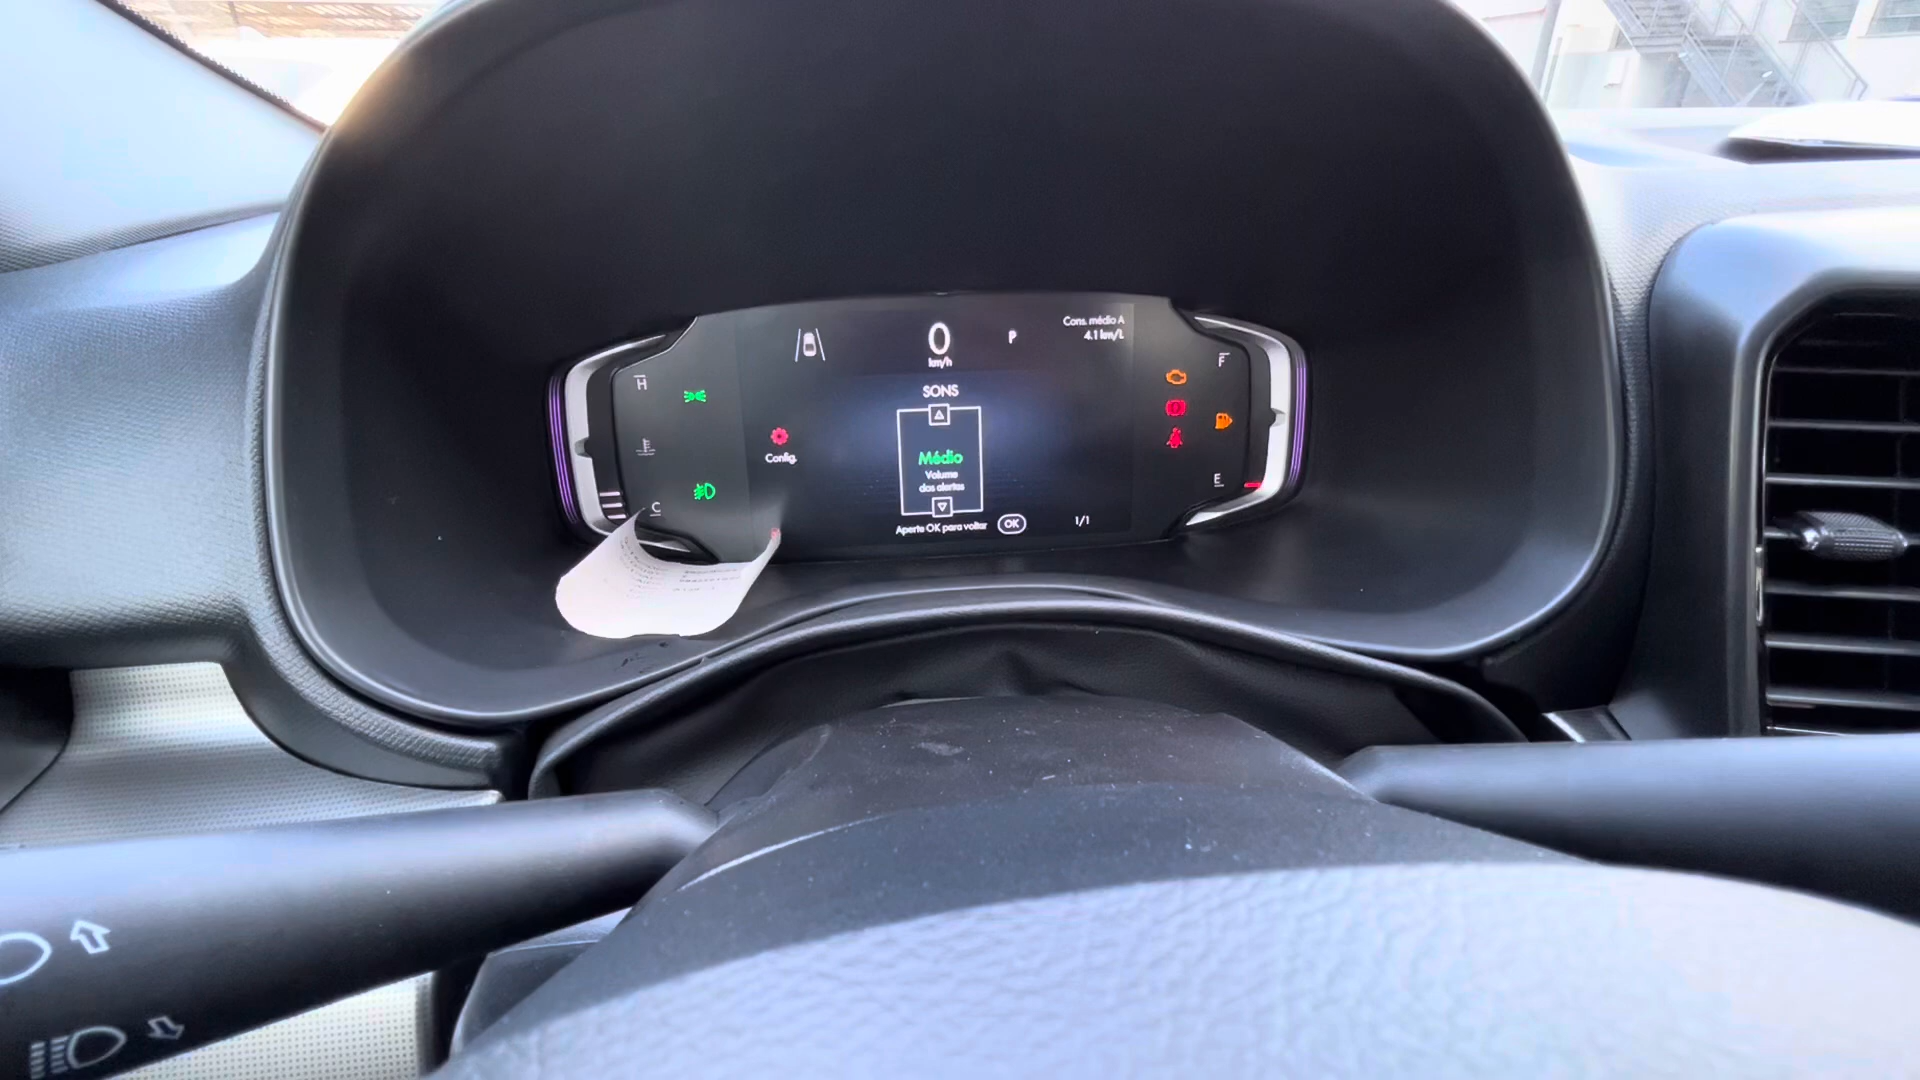 Cons. médio A
0
P
4.1 km/L
km/h
H
F
SONS
Médio
Config.
Volume
dos alertas
E
C
Aperte OK para voltar
OK
1/1